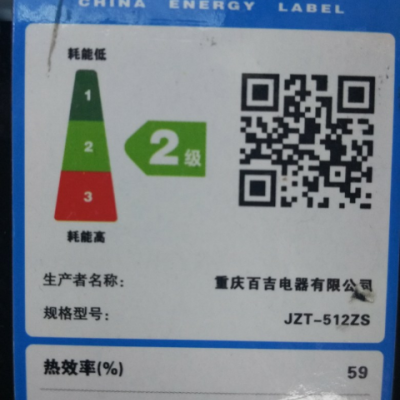 CHINA ENERGY LABEL
耗能低
1
2
3
2级
耗能高
生产者名称: 重庆百吉电器有限公司
规格型号: JZT-512ZS
热效率(%) 59